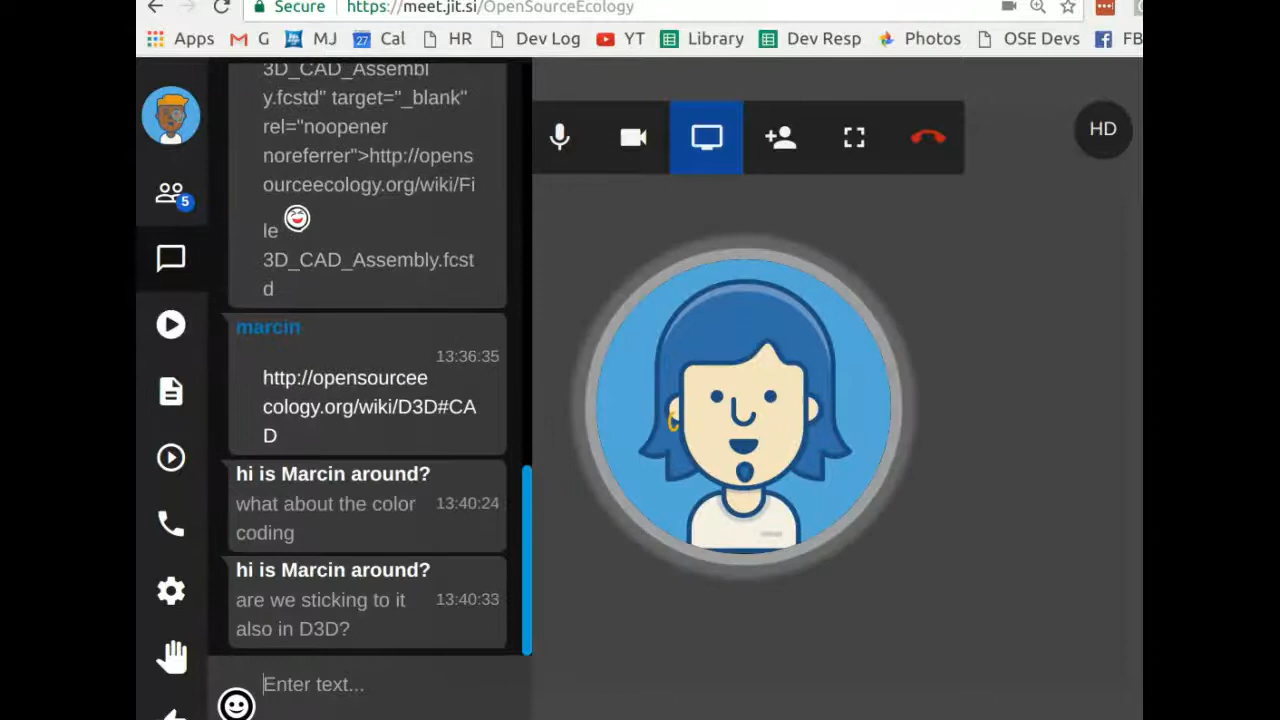 Secure https://meet.jit.si/OpenSourceEcology
Apps G MJ 27 Cal HR Dev Log YT Library Dev Resp Photos OSE Devs FB
3D_CAD_Assembl
y.fcstd" target="_blank"
rel="noopener
noreferrer">http://opens
ourceecology.org/wiki/Fi
le
3D_CAD_Assembly.fcst
d
marcin
13:36:35
http://opensourcee
cology.org/wiki/D3D#CA
D
hi is Marcin around?
what about the color 13:40:24
coding
hi is Marcin around?
are we sticking to it 13:40:33
also in D3D?
Enter text...
5
HD